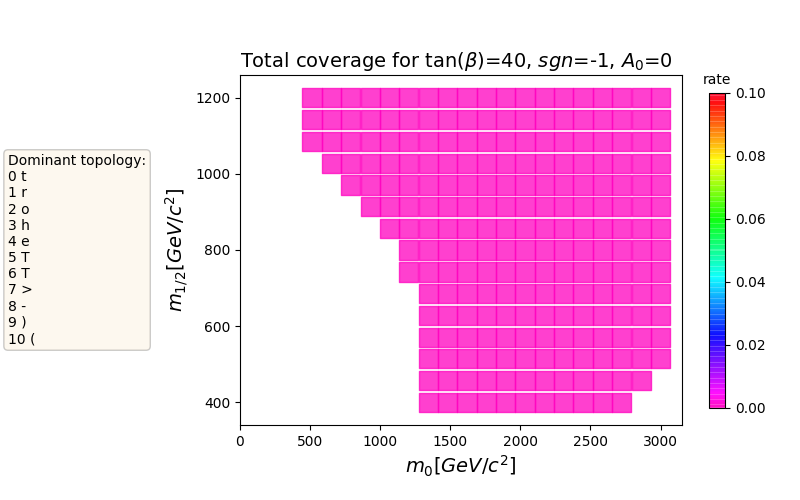 Total coverage for tan(β)=40, sgn=-1, A₀=0
rate
Dominant topology:
0 t
1 r
2 o
3 h
4 e
5 T
6 T
7 >
8 -
9 )
10 (
m₁/₂[GeV/c²]
1200
1000
800
600
400
0 500 1000 1500 2000 2500 3000
m₀[GeV/c²]
0.10
0.08
0.06
0.04
0.02
0.00